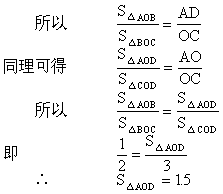 所以 S△AOB/S△BOC = AD/OC
同理可得 S△AOD/S△COD = AO/OC
所以 S△AOB/S△BOC = S△AOD/S△COD
即 1/2 = S△AOD/3
∴ S△AOD = 1.5